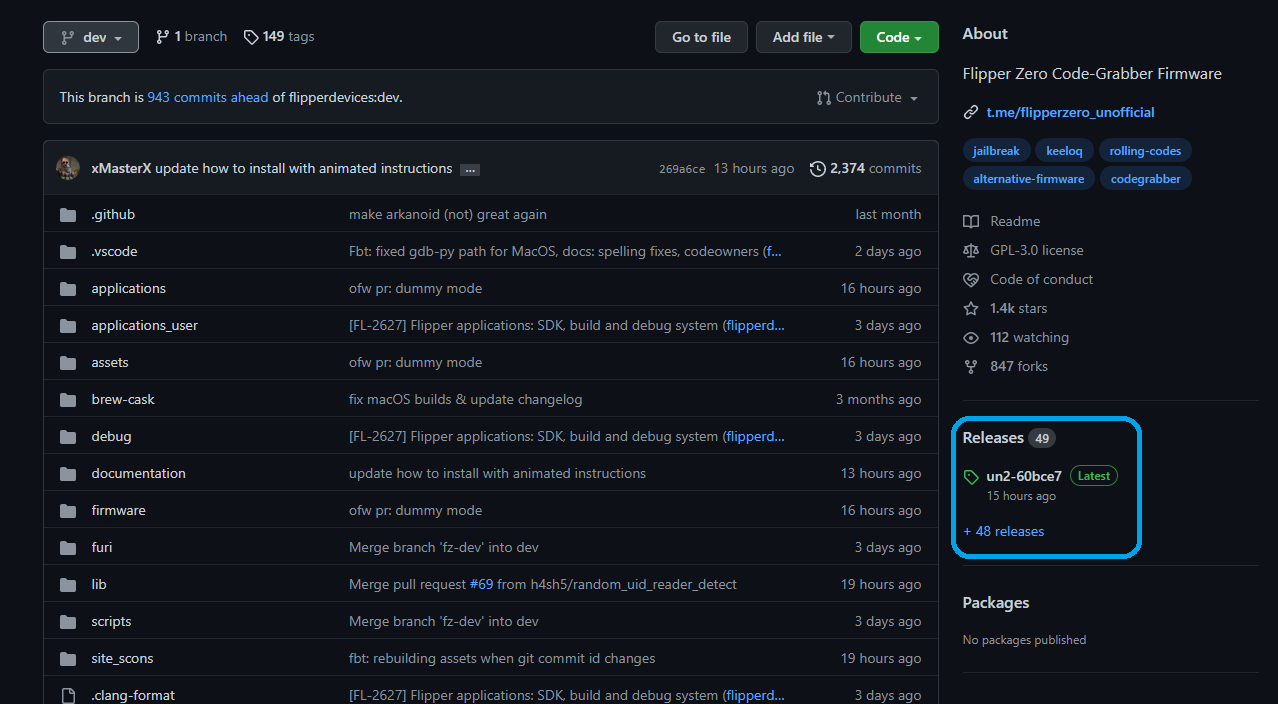 dev
1 branch
149 tags
Go to file
Add file
Code
This branch is 943 commits ahead of flipperdevices:dev.
Contribute
xMasterX update how to install with animated instructions ...
269a6ce 13 hours ago
2,374 commits
.github make arkanoid (not) great again last month
.vscode Fbt: fixed gdb-py path for MacOS, docs: spelling fixes, codeowners (f... 2 days ago
applications ofw pr: dummy mode 16 hours ago
applications_user [FL-2627] Flipper applications: SDK, build and debug system (flipperd... 3 days ago
assets ofw pr: dummy mode 16 hours ago
brew-cask fix macOS builds & update changelog 3 months ago
debug [FL-2627] Flipper applications: SDK, build and debug system (flipperd... 3 days ago
documentation update how to install with animated instructions 13 hours ago
firmware ofw pr: dummy mode 16 hours ago
furi Merge branch 'fz-dev' into dev 3 days ago
lib Merge pull request #69 from h4sh5/random_uid_reader_detect 19 hours ago
scripts Merge branch 'fz-dev' into dev 3 days ago
site_scons fbt: rebuilding assets when git commit id changes 19 hours ago
.clang-format [FL-2627] Flipper applications: SDK, build and debug system (flipperd... 3 days ago
About
Flipper Zero Code-Grabber Firmware
t.me/flipperzero_unofficial
jailbreak keeloq rolling-codes
alternative-firmware codegrabber
Readme
GPL-3.0 license
Code of conduct
1.4k stars
112 watching
847 forks
Releases 49
un2-60bce7 Latest
15 hours ago
+ 48 releases
Packages
No packages published